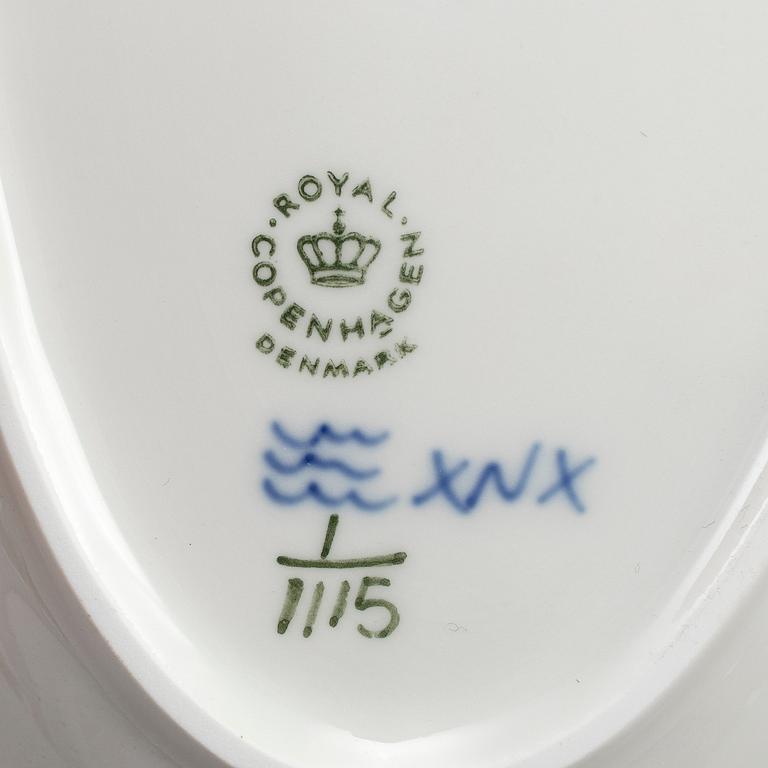 ROYAL
COPENHAGEN
DENMARK
XNX
1
1115